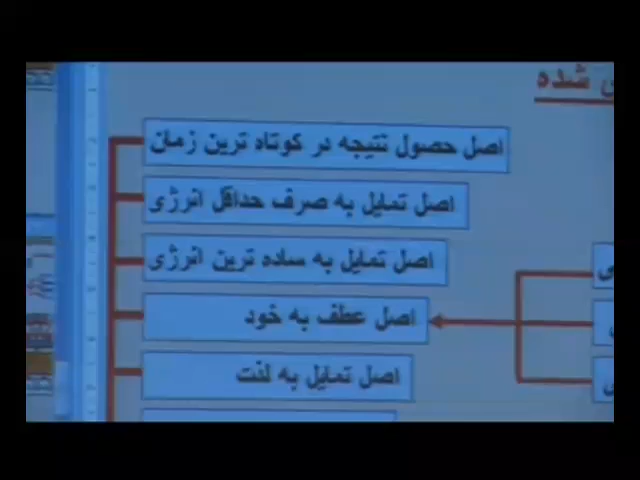 شده
اصل حصول نتیجه در کوتاه ترین زمان
اصل تمایل به صرف حداقل انرژی
اصل تمایل به ساده ترین انرژی
اصل عطف به خود
اصل تمایل به لذت